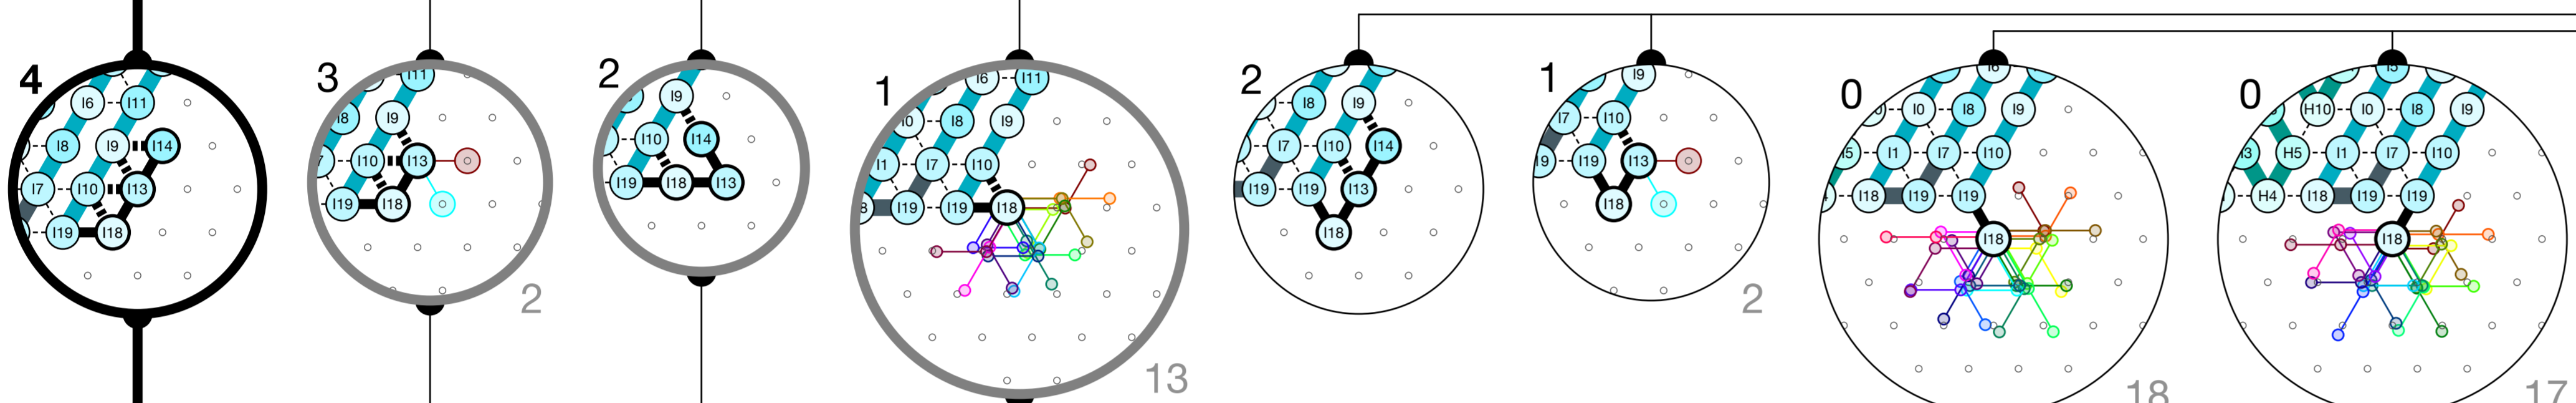 4
I6 I11
I8 I9 I14
I7 I10 I13
I19 I18
3
I11
I8 I9
I10 I13
I19 I18
2
2
I9
I10 I14
I19 I18 I13
1
I6 I11
I8 I9
I1 I7 I10
I19 I19 I18
13
2
I8 I9
I7 I10 I14
I19 I19 I13
I18
1
I9
I7 I10
I19 I13
I18
2
0
I6
I0 I8 I9
I1 I7 I10
I18 I19 I19
I18
18
0
I5
H10 I0 I8 I9
H5 I1 I7 I10
H4 I18 I19 I19
I18
17